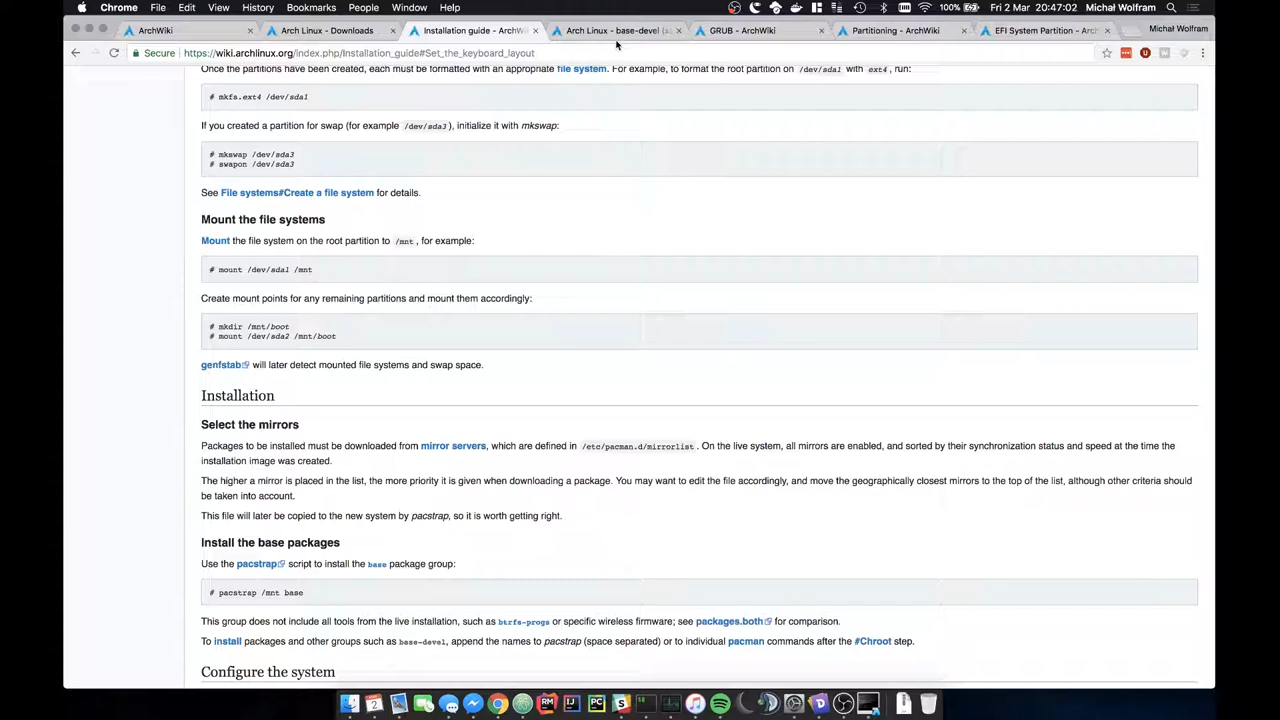 Chrome File Edit View History Bookmarks People Window Help 100% Fri 2 Mar 20:47:02 Michał Wolfram
ArchWiki
Arch Linux - Downloads
Installation guide - ArchWi
Arch Linux - base-devel
GRUB - ArchWiki
Partitioning - ArchWiki
EFI System Partition - Arch
Michał Wolfram
Secure https://wiki.archlinux.org/index.php/Installation_guide#Set_the_keyboard_layout
Once the partitions have been created, each must be formatted with an appropriate file system. For example, to format the root partition on /dev/sda1 with ext4, run:
# mkfs.ext4 /dev/sda1
If you created a partition for swap (for example /dev/sda3), initialize it with mkswap:
# mkswap /dev/sda3
# swapon /dev/sda3
See File systems#Create a file system for details.
Mount the file systems
Mount the file system on the root partition to /mnt, for example:
# mount /dev/sda1 /mnt
Create mount points for any remaining partitions and mount them accordingly:
# mkdir /mnt/boot
# mount /dev/sda2 /mnt/boot
genfstab will later detect mounted file systems and swap space.
Installation
Select the mirrors
Packages to be installed must be downloaded from mirror servers, which are defined in /etc/pacman.d/mirrorlist. On the live system, all mirrors are enabled, and sorted by their synchronization status and speed at the time the
installation image was created.
The higher a mirror is placed in the list, the more priority it is given when downloading a package. You may want to edit the file accordingly, and move the geographically closest mirrors to the top of the list, although other criteria should
be taken into account.
This file will later be copied to the new system by pacstrap, so it is worth getting right.
Install the base packages
Use the pacstrap script to install the base package group:
# pacstrap /mnt base
This group does not include all tools from the live installation, such as btrfs-progs or specific wireless firmware; see packages.both for comparison.
To install packages and other groups such as base-devel, append the names to pacstrap (space separated) or to individual pacman commands after the #Chroot step.
Configure the system